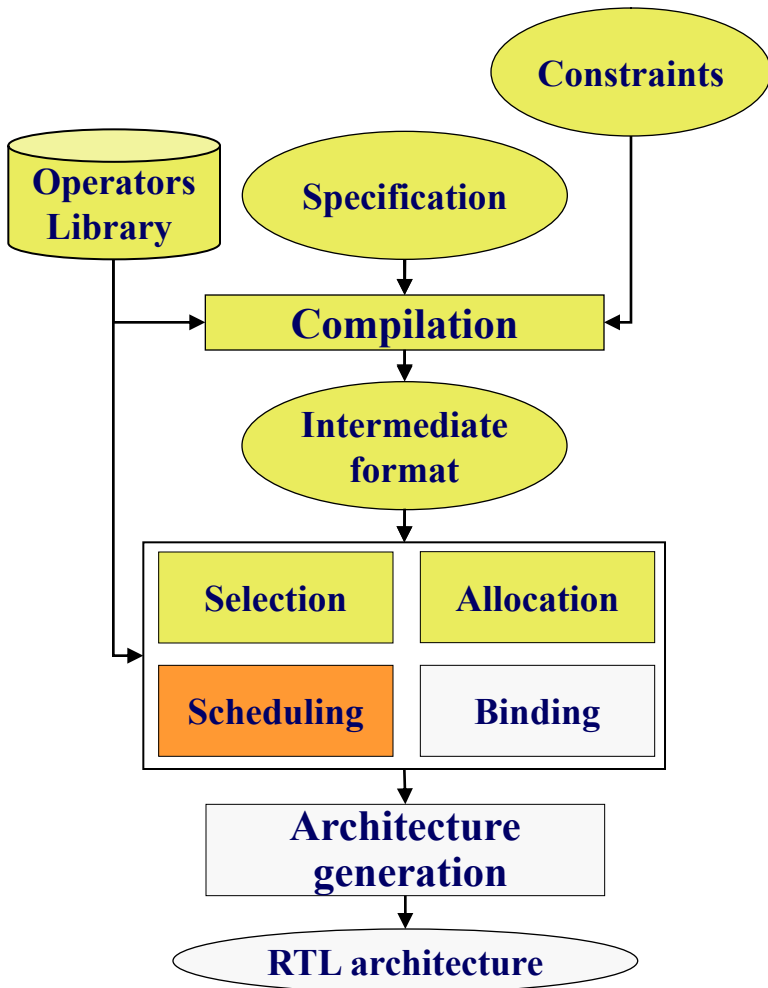 Constraints
Operators
Library
Specification
Compilation
Intermediate
format
Selection
Allocation
Scheduling
Binding
Architecture
generation
RTL architecture